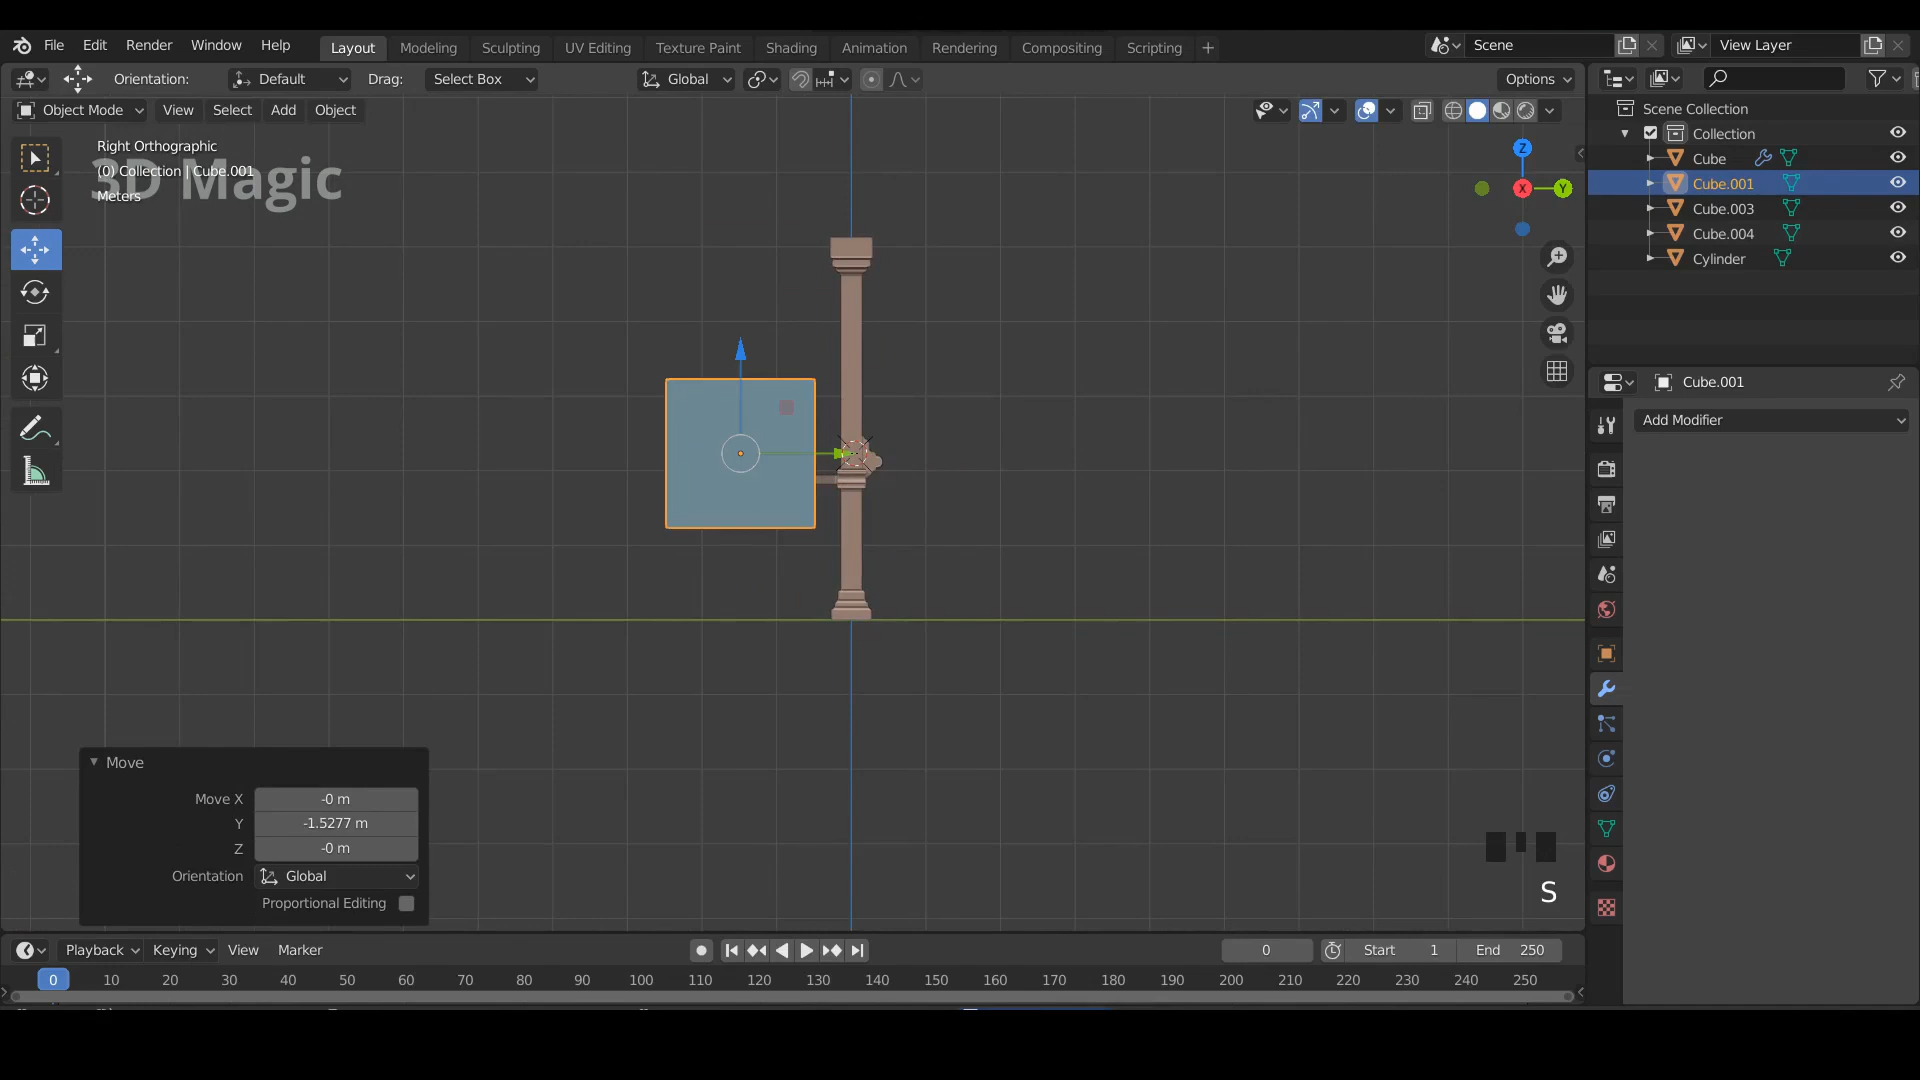 File Edit Render Window Help Layout Modeling Sculpting UV Editing Texture Paint Shading Animation Rendering Compositing Scripting + Scene View Layer
Orientation: Default Drag: Select Box Global Options
Object Mode View Select Add Object
Right Orthographic
(0) Collection | Cube.001
3D Magic
Meters
Z
X
Y
Scene Collection
Collection
Cube
Cube.001
Cube.003
Cube.004
Cylinder
Cube.001
Add Modifier
Move
Move X -0 m
Y -1.5277 m
Z -0 m
Orientation Global
Proportional Editing
S
Playback Keying View Marker 0 Start 1 End 250
0 10 20 30 40 50 60 70 80 90 100 110 120 130 140 150 160 170 180 190 200 210 220 230 240 250